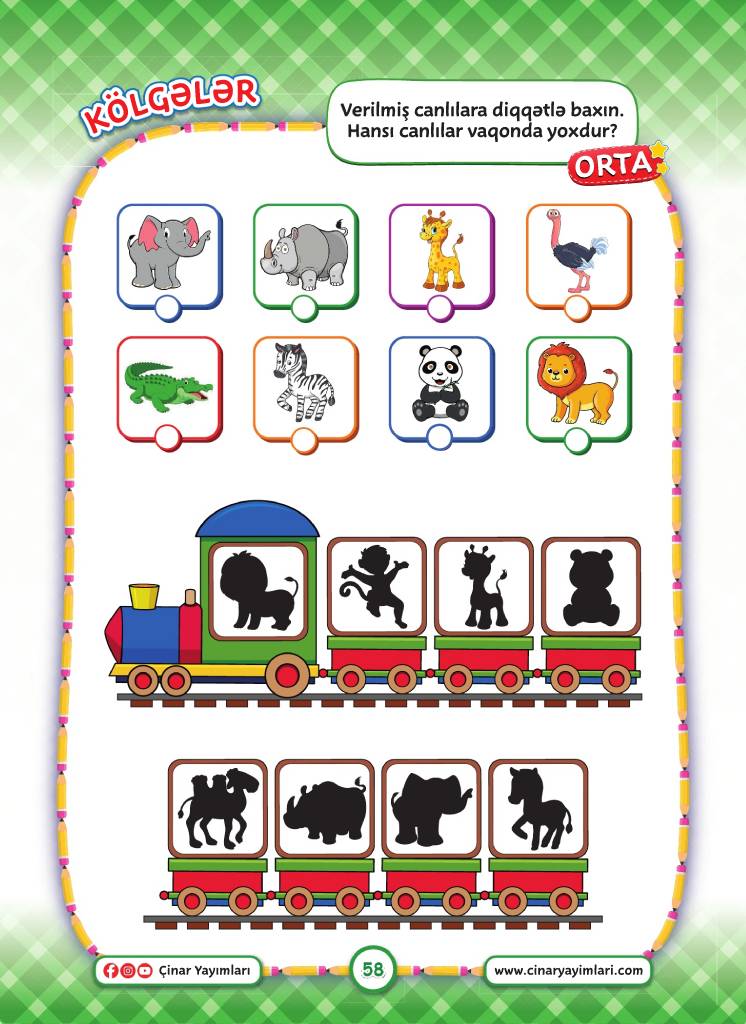 KÖLGƏLƏR
Verilmiş canlılara diqqətlə baxın.
Hansı canlılar vaqonda yoxdur?
ORTA
Çinar Yayımları
58
www.cinaryayimlari.com